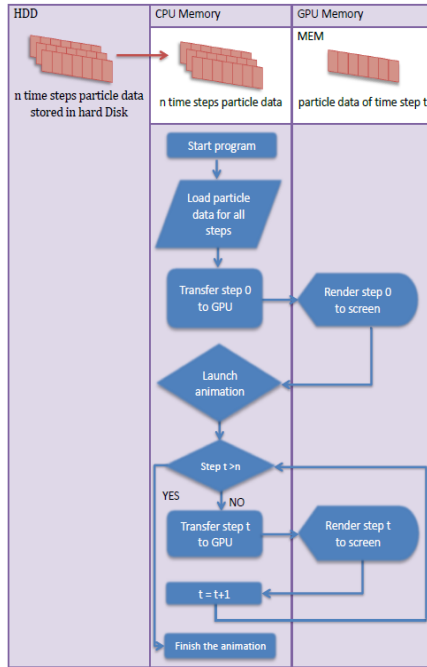 HDD
CPU Memory
GPU Memory
MEM
n time steps particle data
stored in hard Disk
n time steps particle data
particle data of time step t
Start program
Load particle
data for all
steps
Transfer step 0
to GPU
Render step 0
to screen
Launch
animation
Step t >n
YES
NO
Transfer step t
to GPU
Render step t
to screen
t = t+1
Finish the animation